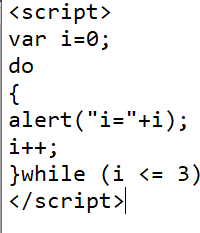 <script>
var i=0;
do
{
alert("i="+i);
i++;
}while (i <= 3)
</script>